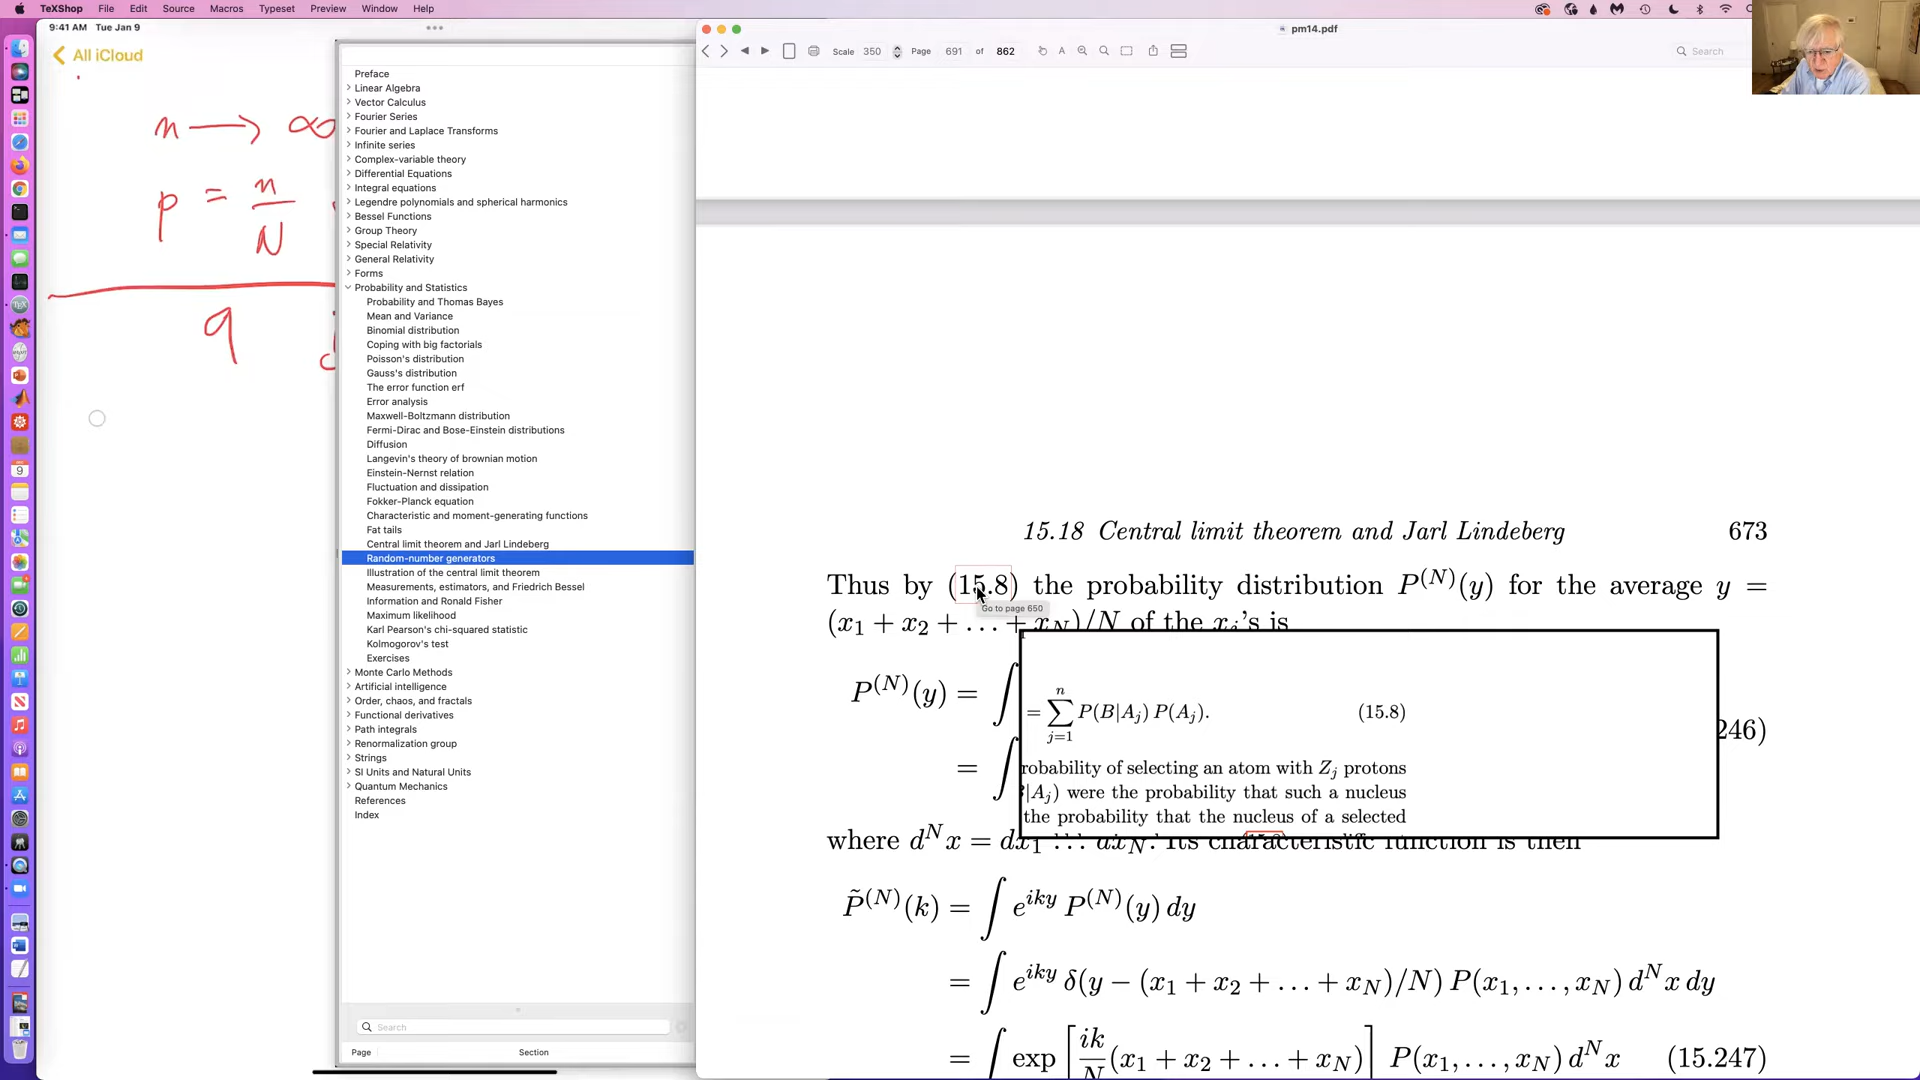 TeXShop File Edit Source Macros Typeset Preview Window Help
9:41 AM Tue Jan 9
All iCloud
n → ∞
p = n
N
q
Preface
Linear Algebra
Vector Calculus
Fourier Series
Fourier and Laplace Transforms
Infinite series
Complex-variable theory
Differential Equations
Integral equations
Legendre polynomials and spherical harmonics
Bessel Functions
Group Theory
Special Relativity
General Relativity
Forms
Probability and Statistics
Probability and Thomas Bayes
Mean and Variance
Binomial distribution
Coping with big factorials
Poisson's distribution
Gauss's distribution
The error function erf
Error analysis
Maxwell-Boltzmann distribution
Fermi-Dirac and Bose-Einstein distributions
Diffusion
Langevin's theory of brownian motion
Einstein-Nernst relation
Fluctuation and dissipation
Fokker-Planck equation
Characteristic and moment-generating functions
Fat tails
Central limit theorem and Jarl Lindeberg
Random-number generators
Illustration of the central limit theorem
Measurements, estimators, and Friedrich Bessel
Information and Ronald Fisher
Maximum likelihood
Karl Pearson's chi-squared statistic
Kolmogorov's test
Exercises
Monte Carlo Methods
Artificial intelligence
Order, chaos, and fractals
Functional derivatives
Path integrals
Renormalization group
Strings
SI Units and Natural Units
Quantum Mechanics
References
Index
Search
Page Section
pm14.pdf
Scale 350 Page 691 of 862 A Search
15.18 Central limit theorem and Jarl Lindeberg 673
Thus by (15.8) the probability distribution P^(N)(y) for the average y =
Go to page 650
(x₁ + x₂ + … + x_N)/N of the x_j's is
P^(N)(y) = ∫
= ∑_{j=1}^{n} P(B|A_j) P(A_j). (15.8)
246)
= ∫
robability of selecting an atom with Z_j protons
|A_j) were the probability that such a nucleus
the probability that the nucleus of a selected
where d^N x = dx₁ … dx_N. Its characteristic function is then
P̃^(N)(k) = ∫ e^{iky} P^(N)(y) dy
= ∫ e^{iky} δ(y − (x₁ + x₂ + … + x_N)/N) P(x₁, …, x_N) d^N x dy
= ∫ exp [ik/N (x₁ + x₂ + … + x_N)] P(x₁, …, x_N) d^N x (15.247)